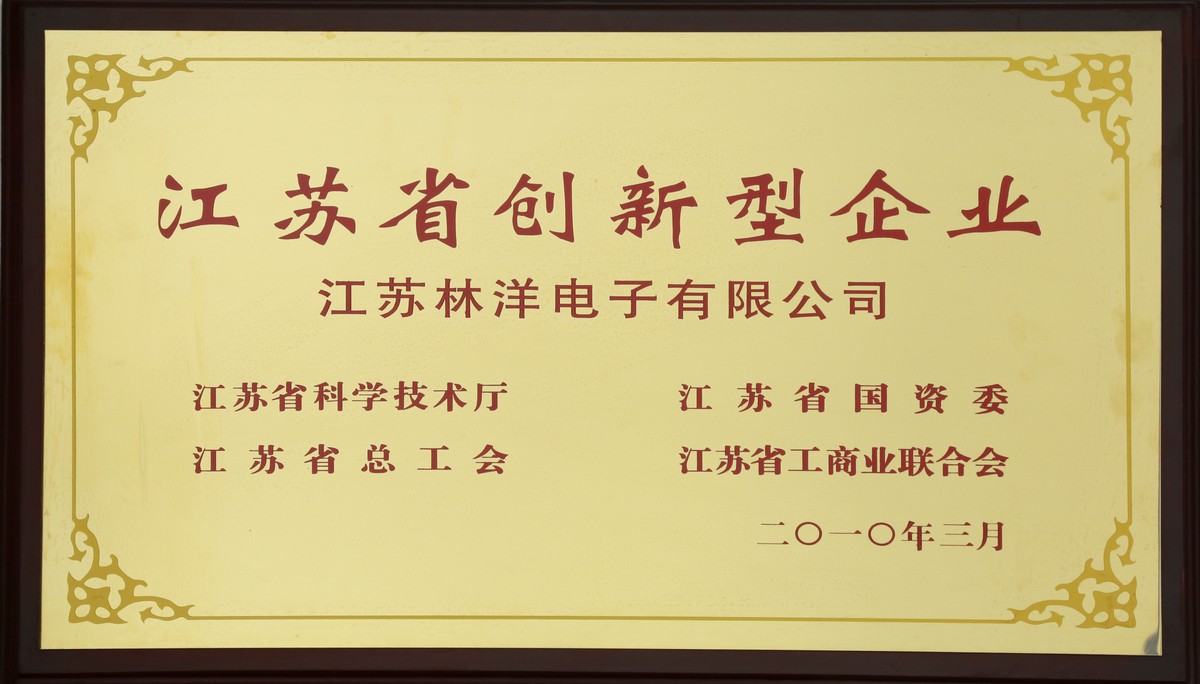 江苏省创新型企业
江苏林洋电子有限公司
江苏省科学技术厅 江苏省国资委
江苏省总工会 江苏省工商业联合会
二〇一〇年三月